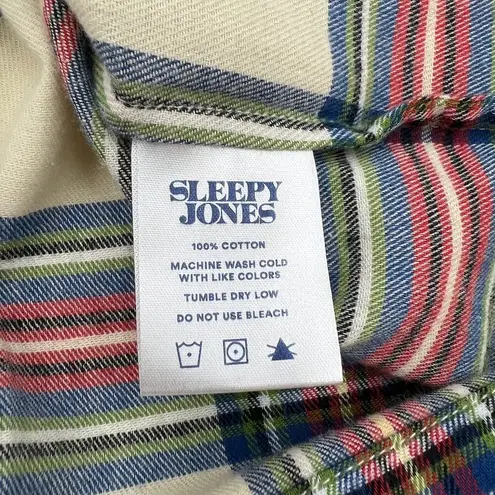 SLEEPY
JONES
100% COTTON
MACHINE WASH COLD
WITH LIKE COLORS
TUMBLE DRY LOW
DO NOT USE BLEACH